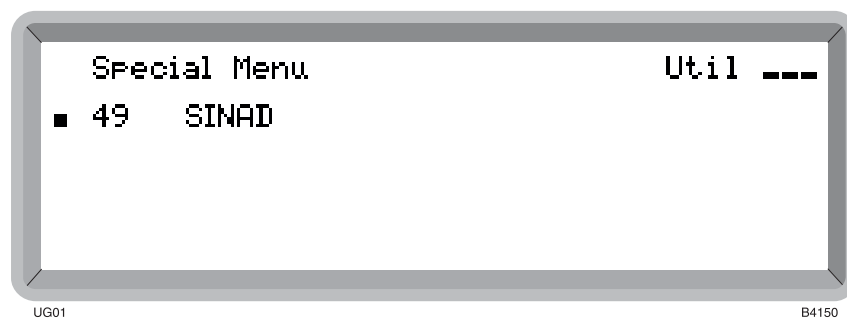 Special Menu Util ___
■ 49 SINAD
UG01 B4150